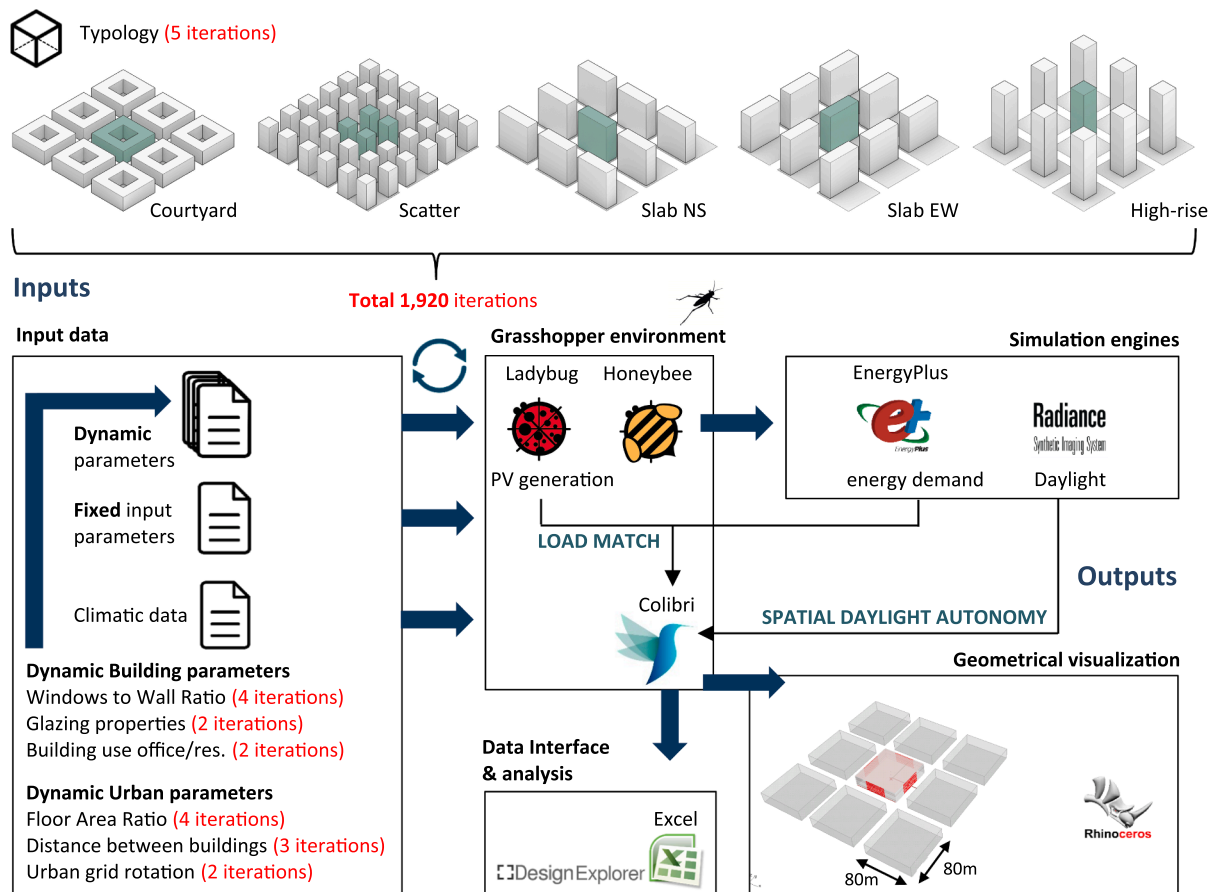 Typology (5 iterations)
Courtyard
Scatter
Slab NS
Slab EW
High-rise
Inputs
Total 1,920 iterations
Input data
Grasshopper environment
Simulation engines
Ladybug
Honeybee
EnergyPlus
Radiance
Synthetic Imaging System
e+
EnergyPlus
Dynamic
parameters
PV generation
energy demand
Daylight
Fixed input
parameters
LOAD MATCH
Outputs
Climatic data
Colibri
SPATIAL DAYLIGHT AUTONOMY
Dynamic Building parameters
Windows to Wall Ratio (4 iterations)
Glazing properties (2 iterations)
Building use office/res. (2 iterations)
Geometrical visualization
Data Interface
& analysis
Dynamic Urban parameters
Floor Area Ratio (4 iterations)
Distance between buildings (3 iterations)
Urban grid rotation (2 iterations)
Excel
X
DesignExplorer
Rhinoceros
80m
80m